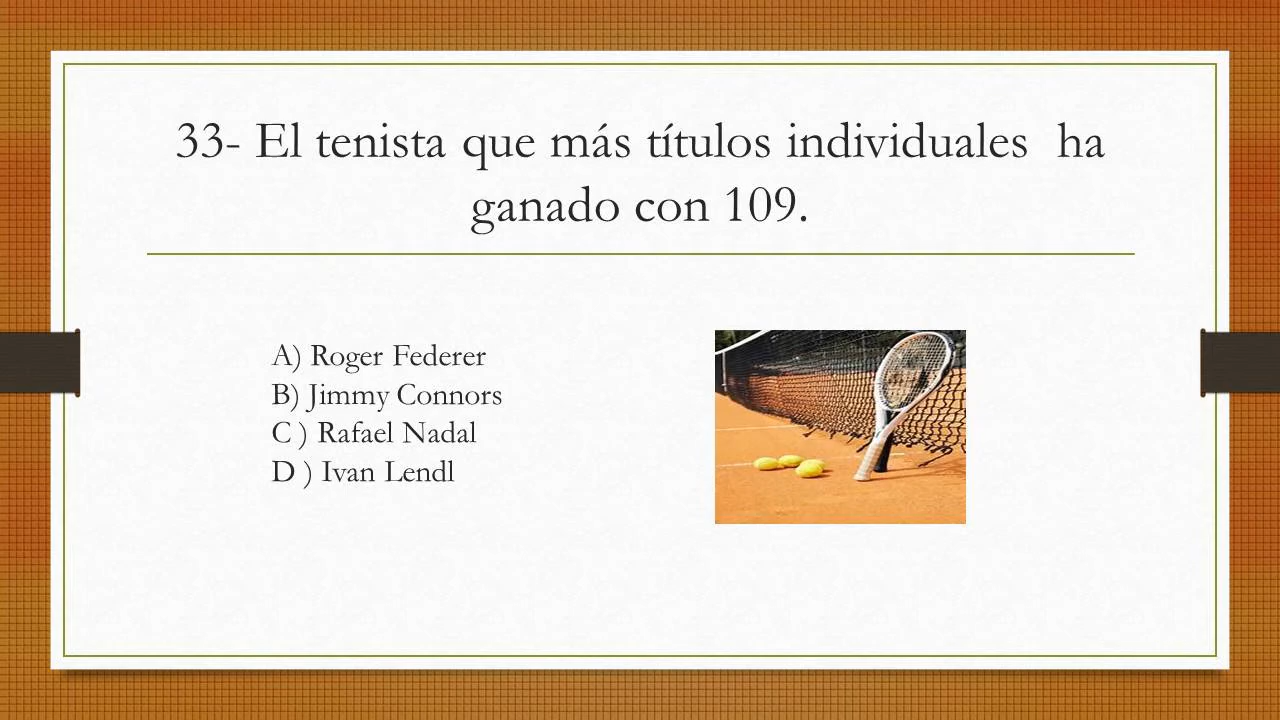 33- El tenista que más títulos individuales  ha
ganado con 109.
A) Roger Federer
B) Jimmy Connors
C ) Rafael Nadal
D ) Ivan Lendl